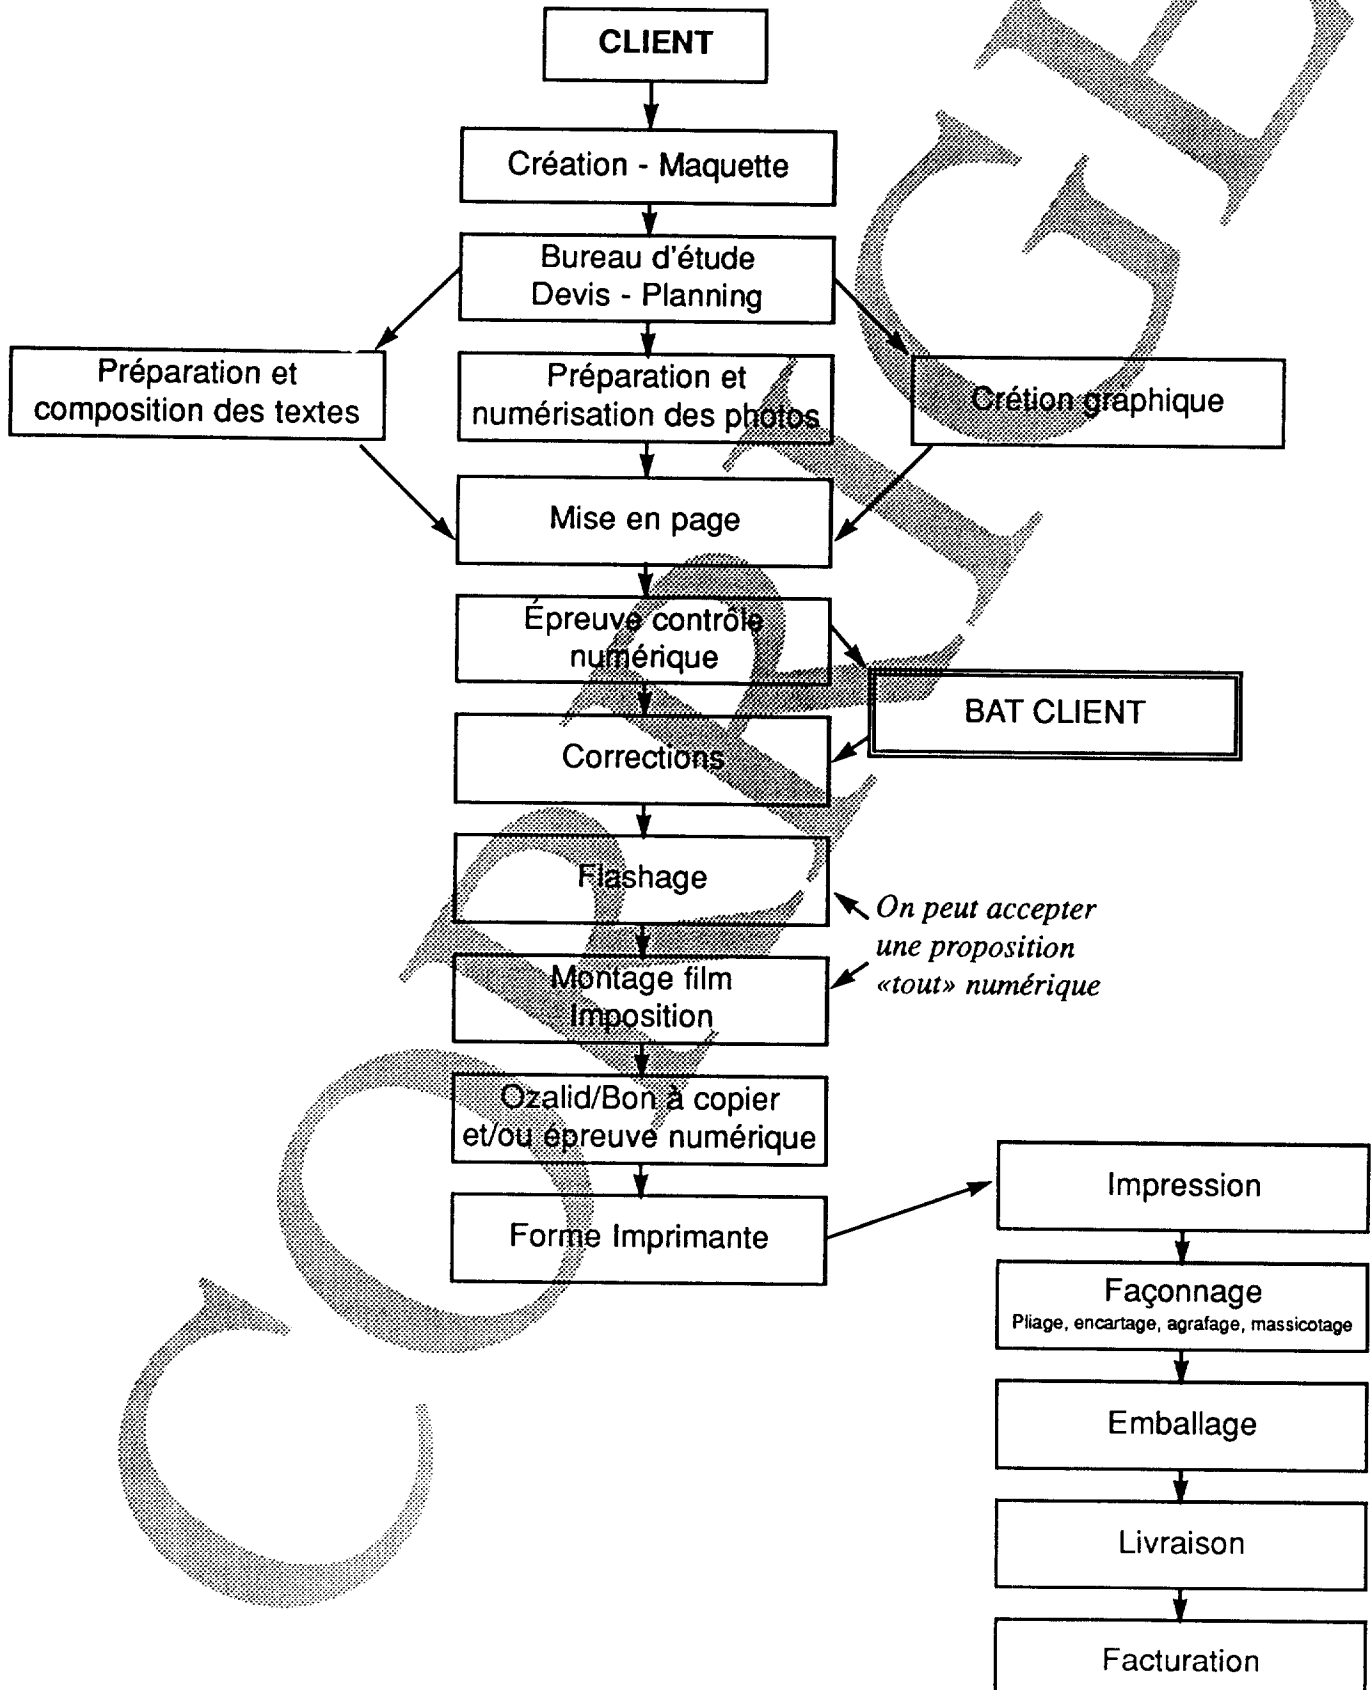 CLIENT
Création - Maquette
Bureau d'étude
Devis - Planning
Préparation et
composition des textes
Préparation et
numérisation des photos
Crétion graphique
Mise en page
Épreuve contrôle
numérique
BAT CLIENT
Corrections
Flashage
On peut accepter
une proposition
«tout» numérique
Montage film
Imposition
Ozalid/Bon à copier
et/ou épreuve numérique
Forme Imprimante
Impression
Façonnage
Pliage, encartage, agrafage, massicotage
Emballage
Livraison
Facturation